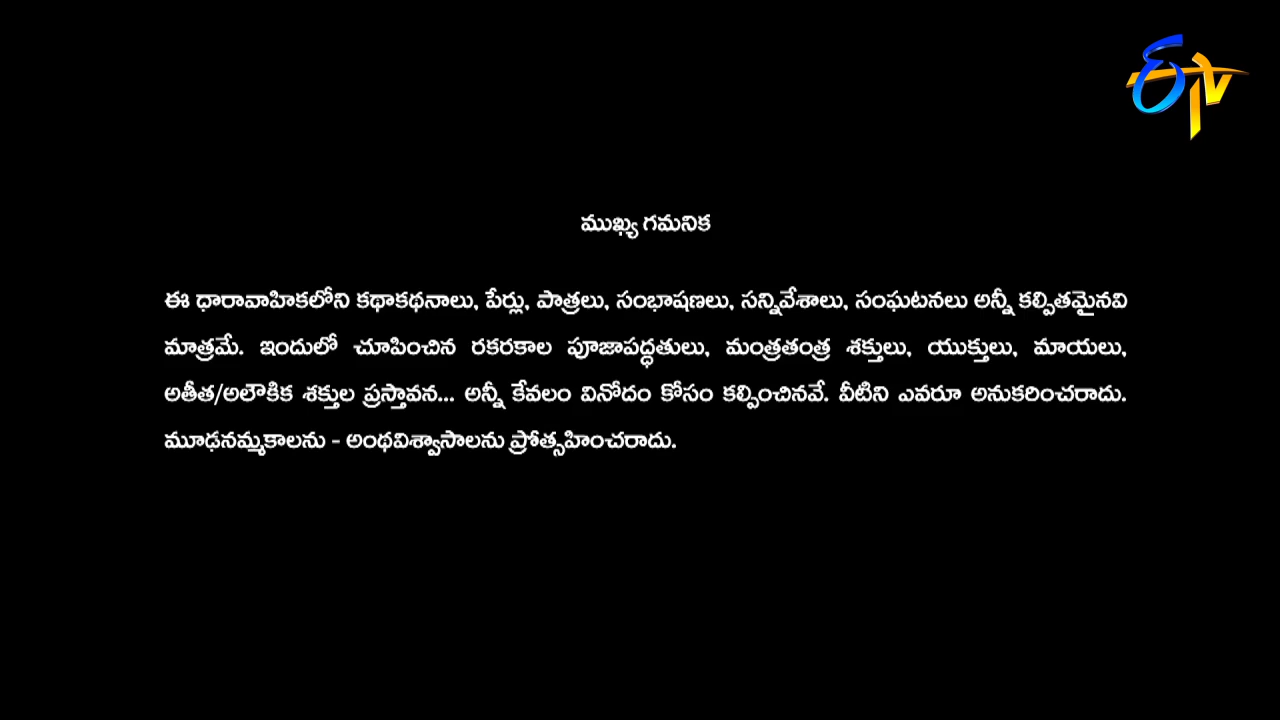 ETV
ముఖ్య గమనిక
ఈ ధారావాహికలోని కథాకథనాలు, పేర్లు, పాత్రలు, సంభాషణలు, సన్నివేశాలు, సంఘటనలు అన్నీ కల్పితమైనవి
మాత్రమే. ఇందులో చూపించిన రకరకాల పూజాపద్ధతులు, మంత్రతంత్ర శక్తులు, యుక్తులు, మాయలు,
అతీత/అలౌకిక శక్తుల ప్రస్తావన... అన్నీ కేవలం వినోదం కోసం కల్పించినవే. వీటిని ఎవరూ అనుకరించరాదు.
మూఢనమ్మకాలను - అంథవిశ్వాసాలను ప్రోత్సహించరాదు.